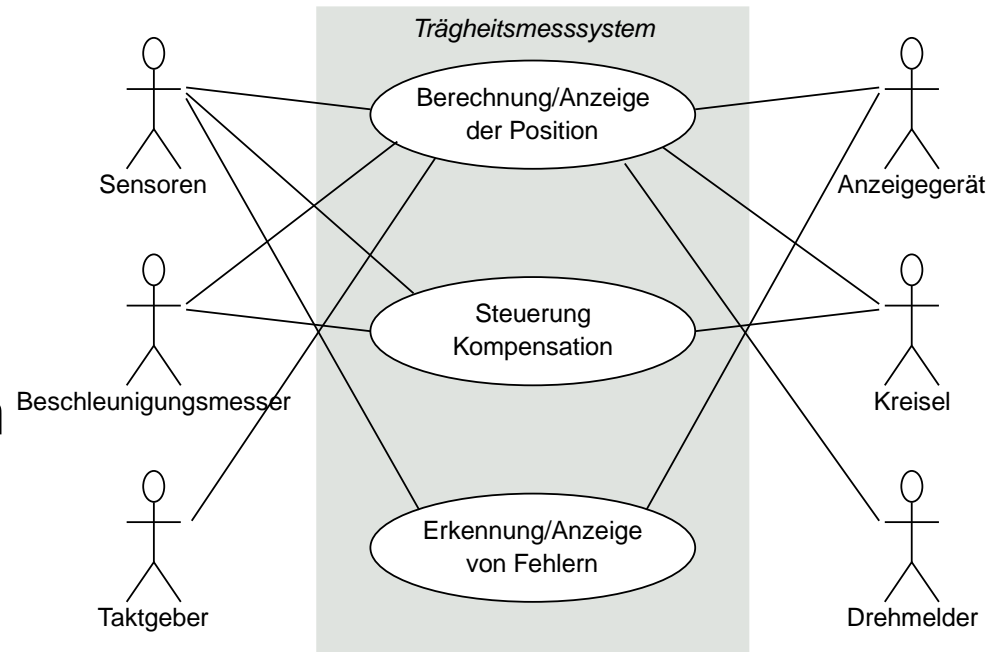 Trägheitsmesssystem
Berechnung/Anzeige
der Position
Sensoren
Anzeigegerät
Steuerung
Kompensation
Beschleunigungsmesser
Kreisel
Erkennung/Anzeige
von Fehlern
Taktgeber
Drehmelder